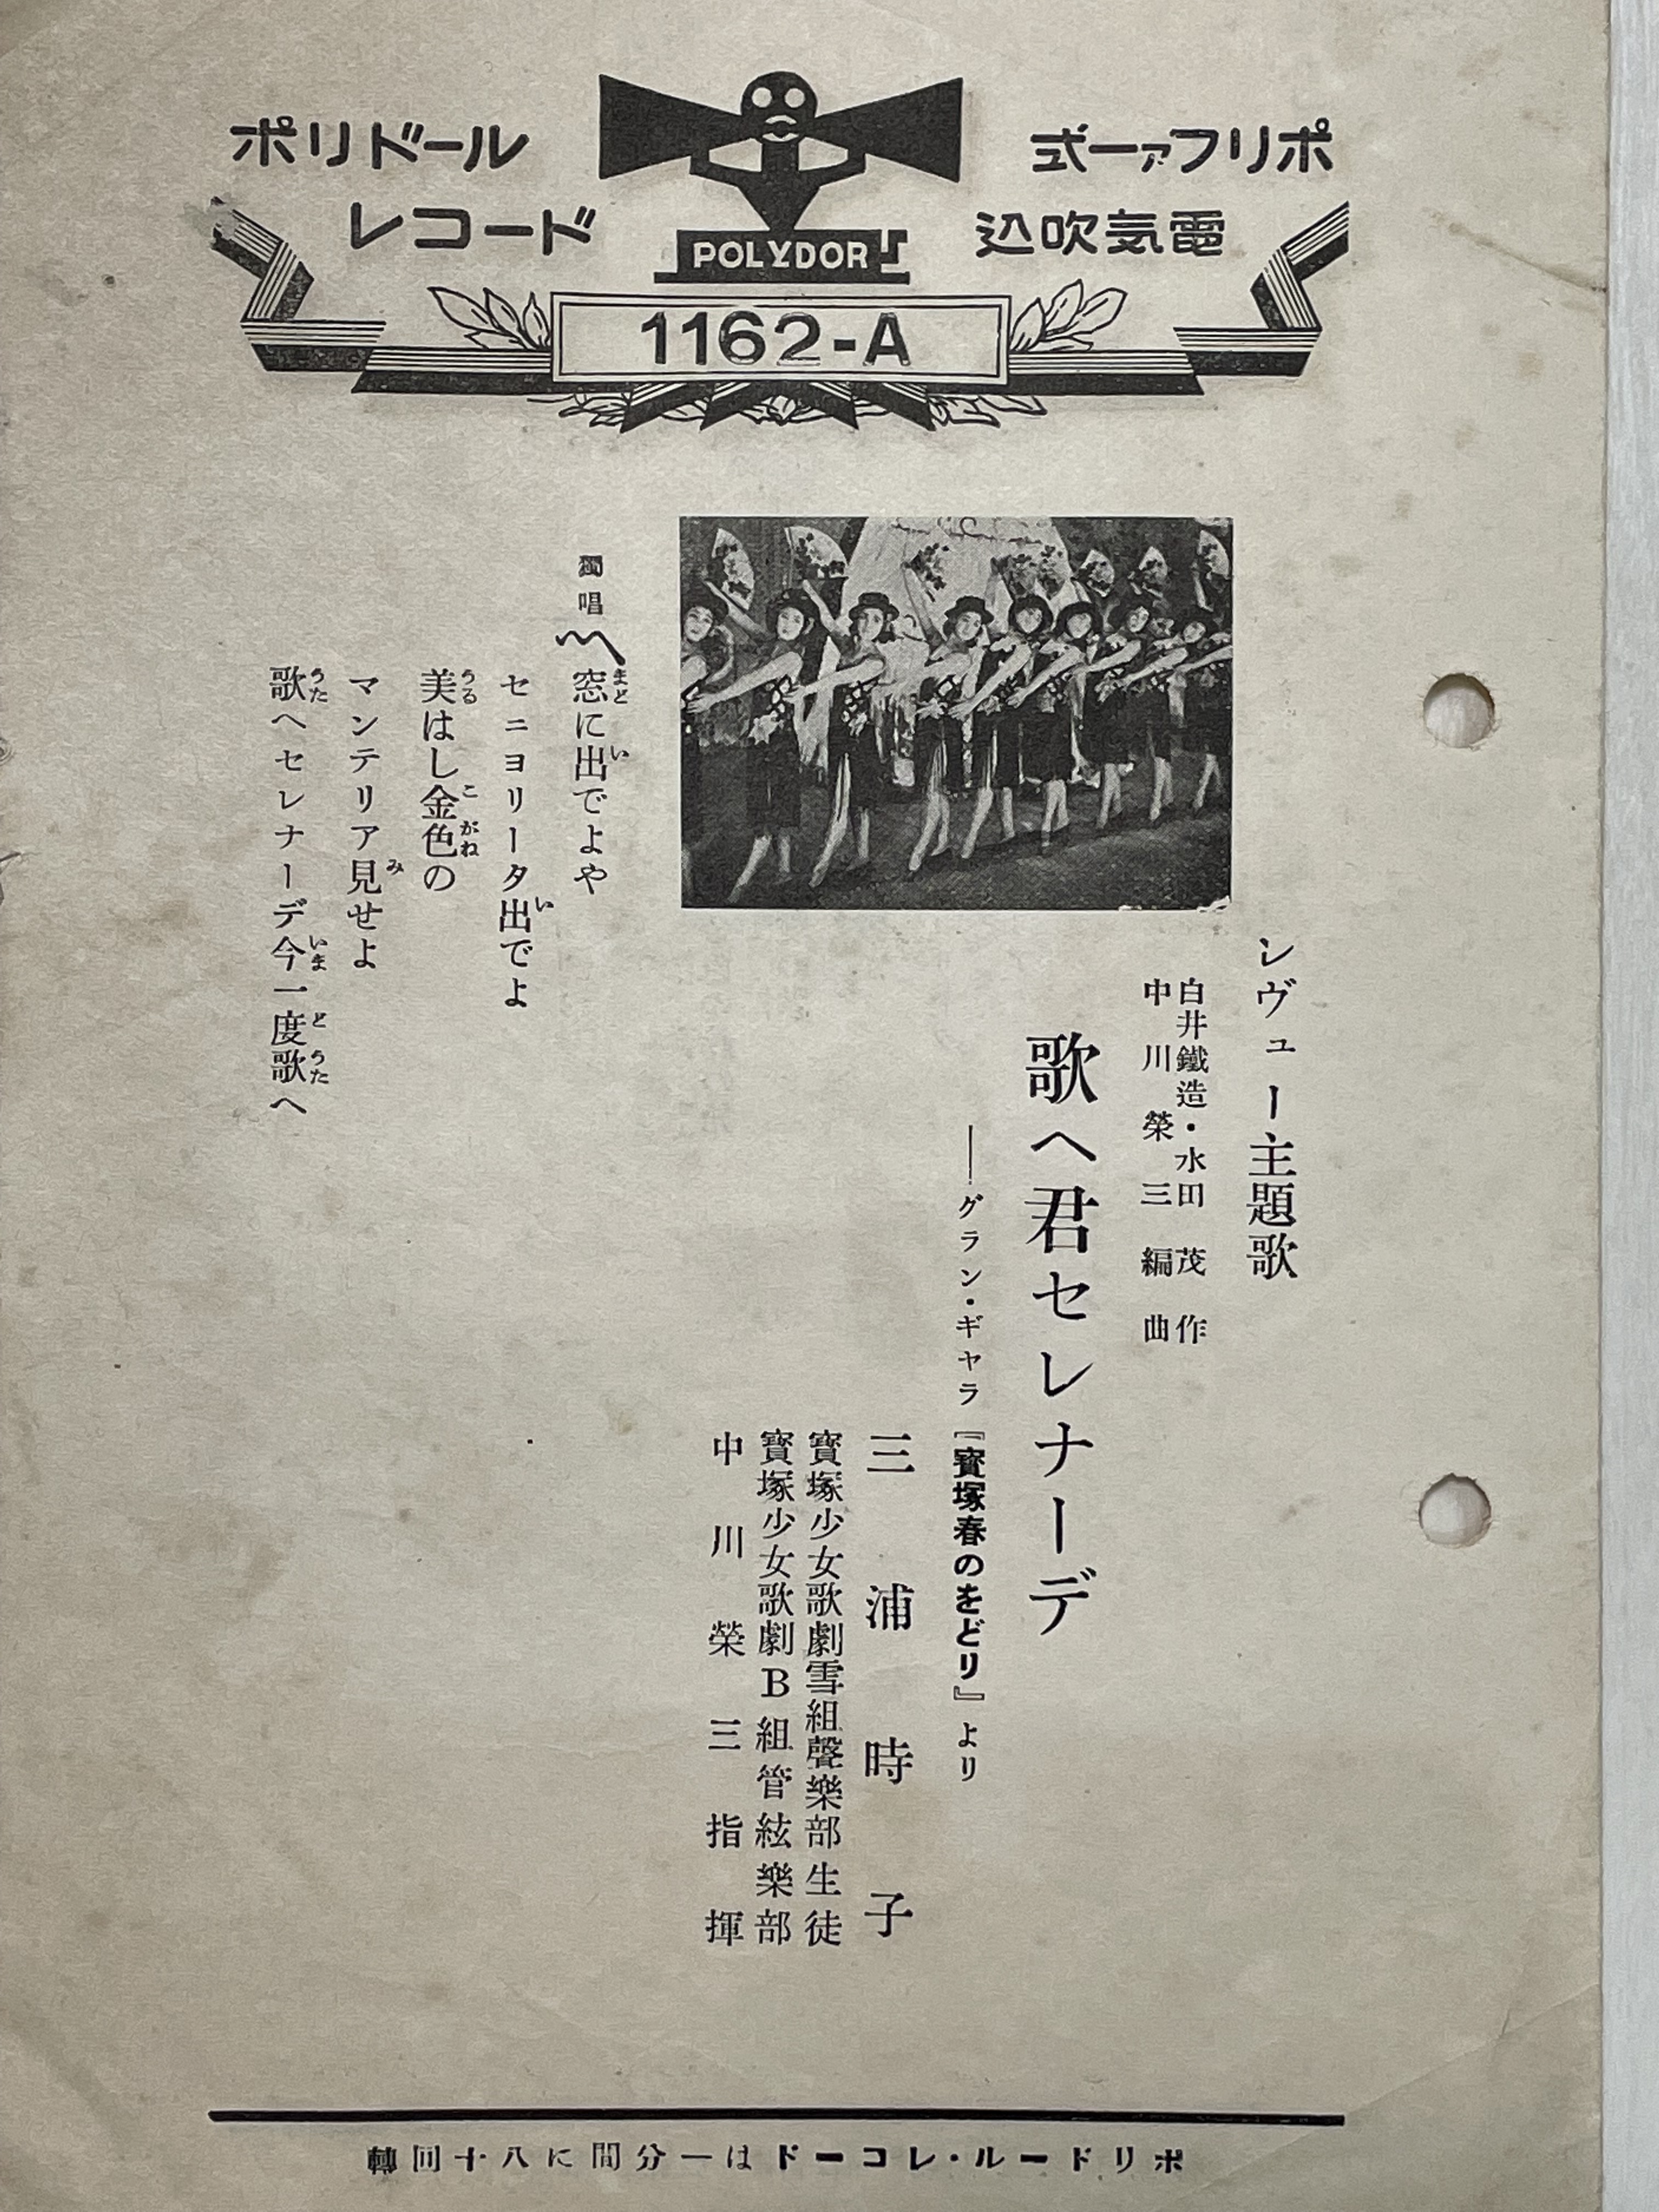 ポリドール
レコード
ポリファー式
電気吹込
POLYDOR
1162-A
レヴュー主題歌
白井鐵造・水田茂作
中川榮三編曲
歌へ君セレナーデ
――グラン・ギャラ『寳塚春のをどり』より
三浦時子
寳塚少女歌劇雪組聲樂部生徒
寳塚少女歌劇B組管絃樂部
中川榮三指揮
獨唱
窓に出でよや
セニヨリータ出でよ
美はし金色の
マンテリア見せよ
歌へセレナーデ今一度歌へ
ポリドール・レコードは一分間に八十回轉